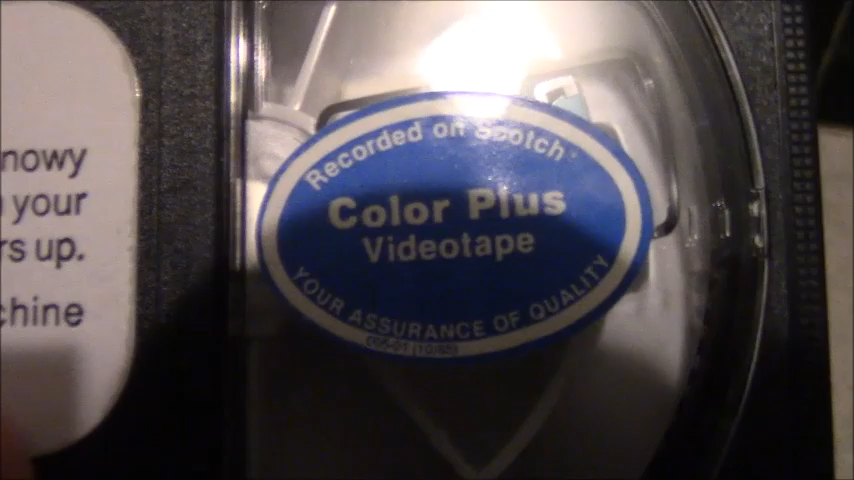 nowy
your
rs up.
chine
Recorded on Scotch
Color Plus
Videotape
YOUR ASSURANCE OF QUALITY